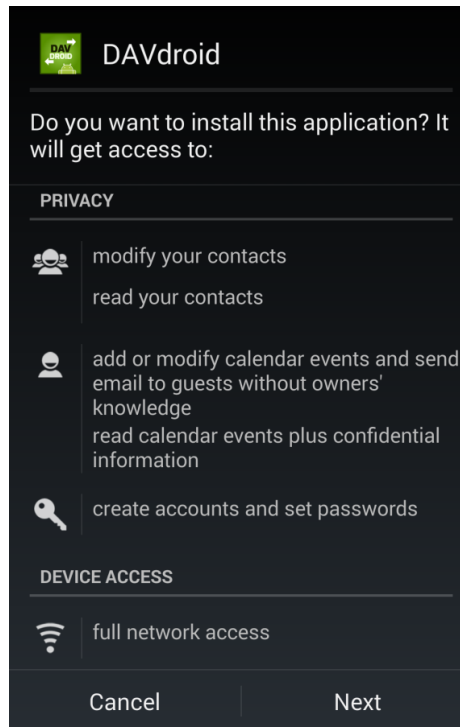 DAV
DROID
DAVdroid
Do you want to install this application? It
will get access to:
PRIVACY
modify your contacts
read your contacts
add or modify calendar events and send
email to guests without owners'
knowledge
read calendar events plus confidential
information
create accounts and set passwords
DEVICE ACCESS
full network access
Cancel
Next